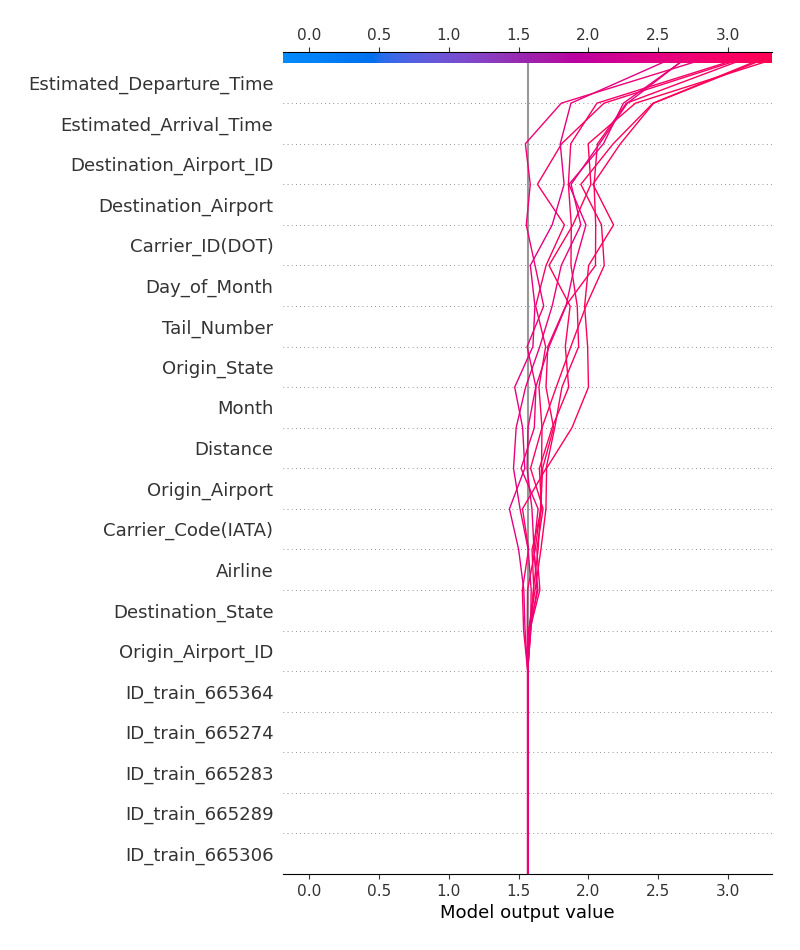 0.0 0.5 1.0 1.5 2.0 2.5 3.0
Estimated_Departure_Time
Estimated_Arrival_Time
Destination_Airport_ID
Destination_Airport
Carrier_ID(DOT)
Day_of_Month
Tail_Number
Origin_State
Month
Distance
Origin_Airport
Carrier_Code(IATA)
Airline
Destination_State
Origin_Airport_ID
ID_train_665364
ID_train_665274
ID_train_665283
ID_train_665289
ID_train_665306
0.0 0.5 1.0 1.5 2.0 2.5 3.0
Model output value